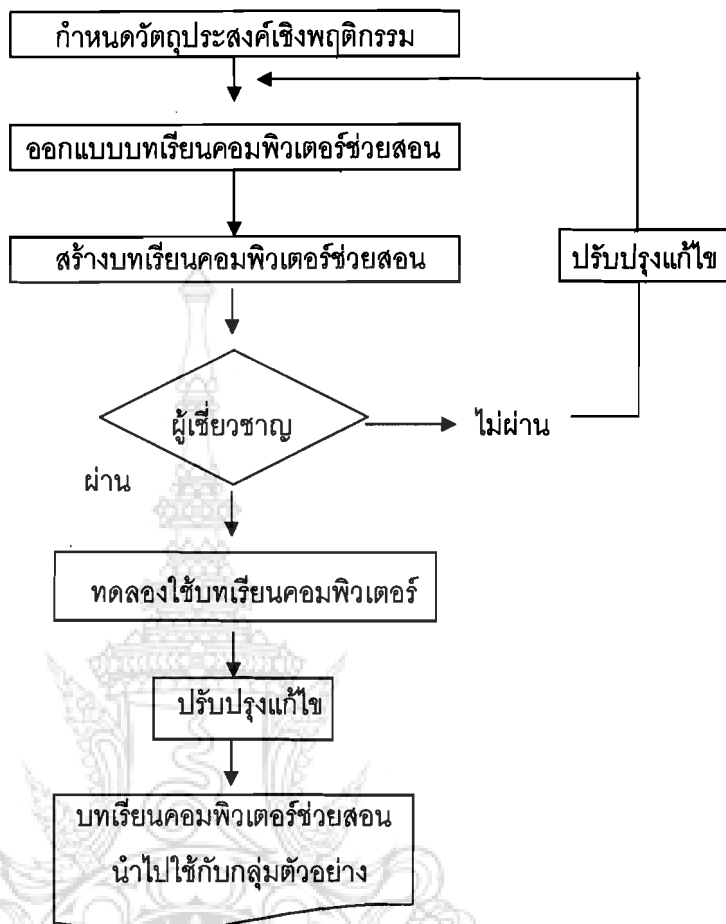 กำหนดวัตถุประสงค์เชิงพฤติกรรม
ออกแบบบทเรียนคอมพิวเตอร์ช่วยสอน
สร้างบทเรียนคอมพิวเตอร์ช่วยสอน
ปรับปรุงแก้ไข
ผู้เชี่ยวชาญ
ไม่ผ่าน
ผ่าน
ทดลองใช้บทเรียนคอมพิวเตอร์
ปรับปรุงแก้ไข
บทเรียนคอมพิวเตอร์ช่วยสอน
นำไปใช้กับกลุ่มตัวอย่าง